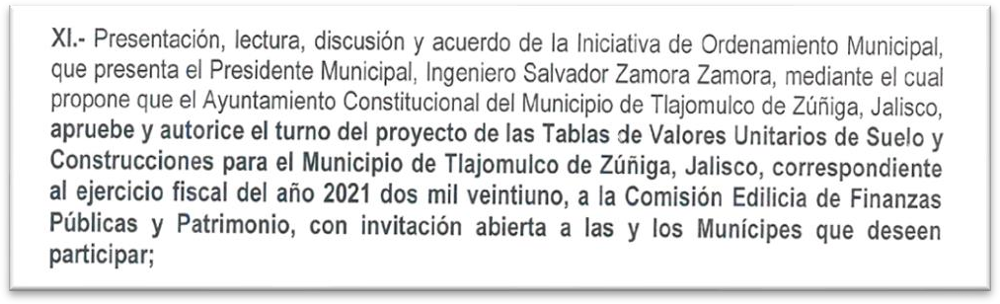 XI.- Presentación, lectura, discusión y acuerdo de la Iniciativa de Ordenamiento Municipal,
que presenta el Presidente Municipal, Ingeniero Salvador Zamora Zamora, mediante el cual
propone que el Ayuntamiento Constitucional del Municipio de Tlajomulco de Zúñiga, Jalisco,
apruebe y autorice el turno del proyecto de las Tablas de Valores Unitarios de Suelo y
Construcciones para el Municipio de Tlajomulco de Zúñiga, Jalisco, correspondiente
al ejercicio fiscal del año 2021 dos mil veintiuno, a la Comisión Edilicia de Finanzas
Públicas y Patrimonio, con invitación abierta a las y los Munícipes que deseen
participar;